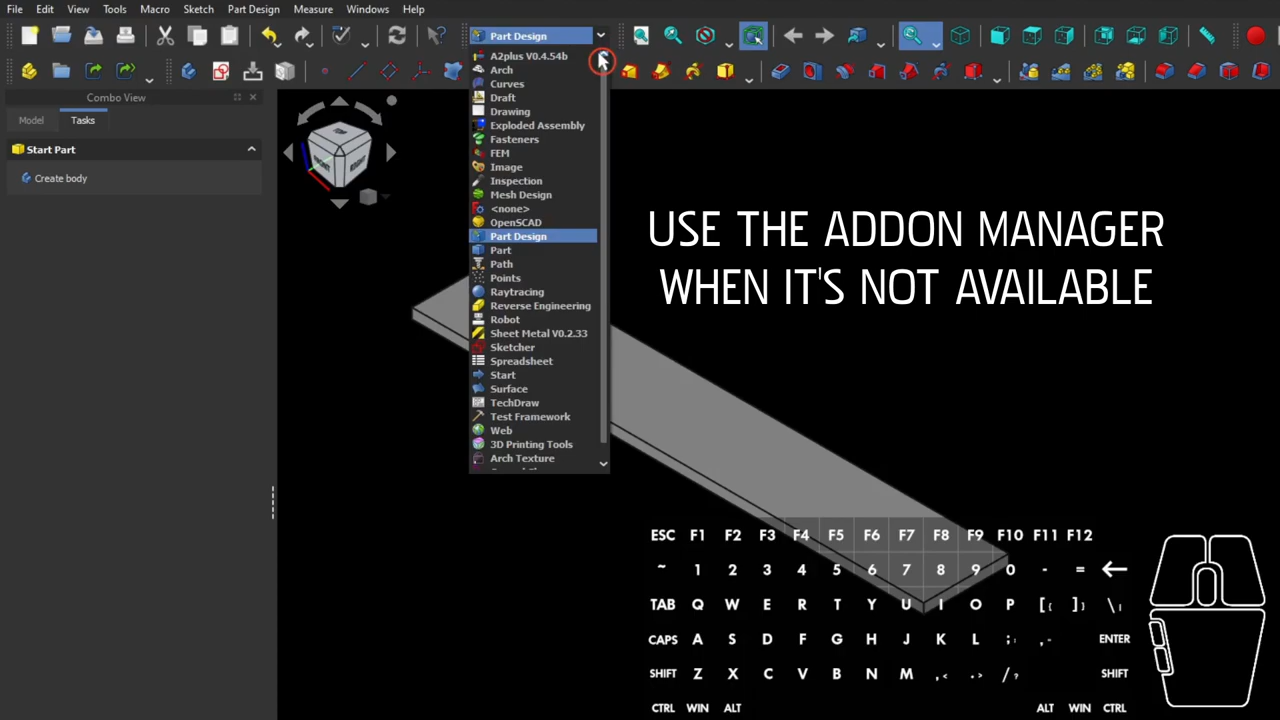 File Edit View Tools Macro Sketch Part Design Measure Windows Help
Part Design
Combo View
Model Tasks
Start Part
Create body
A2plus V0.4.54b
Arch
Curves
Draft
Drawing
Exploded Assembly
Fasteners
FEM
Image
Inspection
Mesh Design
<none>
OpenSCAD
Part Design
Part
Path
Points
Raytracing
Reverse Engineering
Robot
Sheet Metal V0.2.33
Sketcher
Spreadsheet
Start
Surface
TechDraw
Test Framework
Web
3D Printing Tools
Arch Texture
TOP
FRONT
RIGHT
USE THE ADDON MANAGER
WHEN IT'S NOT AVAILABLE
ESC F1 F2 F3 F4 F5 F6 F7 F8 F9 F10 F11 F12
~ 1 2 3 4 5 6 7 8 9 0 - = ←
TAB Q W E R T Y U I O P [{ ]} \|
CAPS A S D F G H J K L ;: ENTER
SHIFT Z X C V B N M ,< .> /? SHIFT
CTRL WIN ALT ALT WIN CTRL